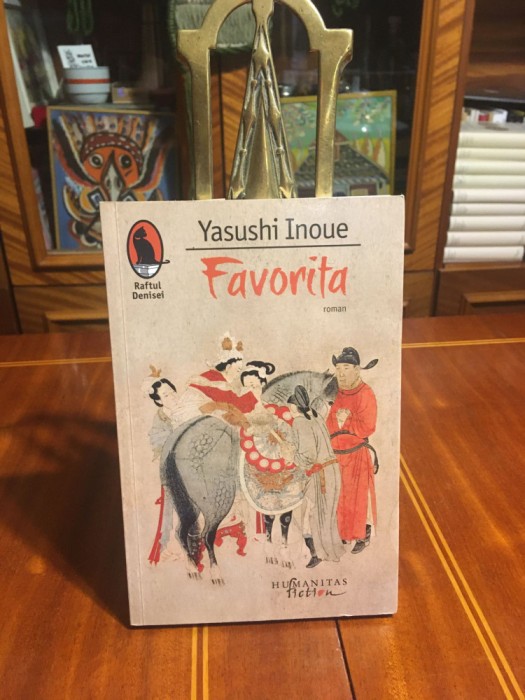 Yasushi Inoue
Favorita
roman
Raftul
Denisei
HUMANITAS
fiction